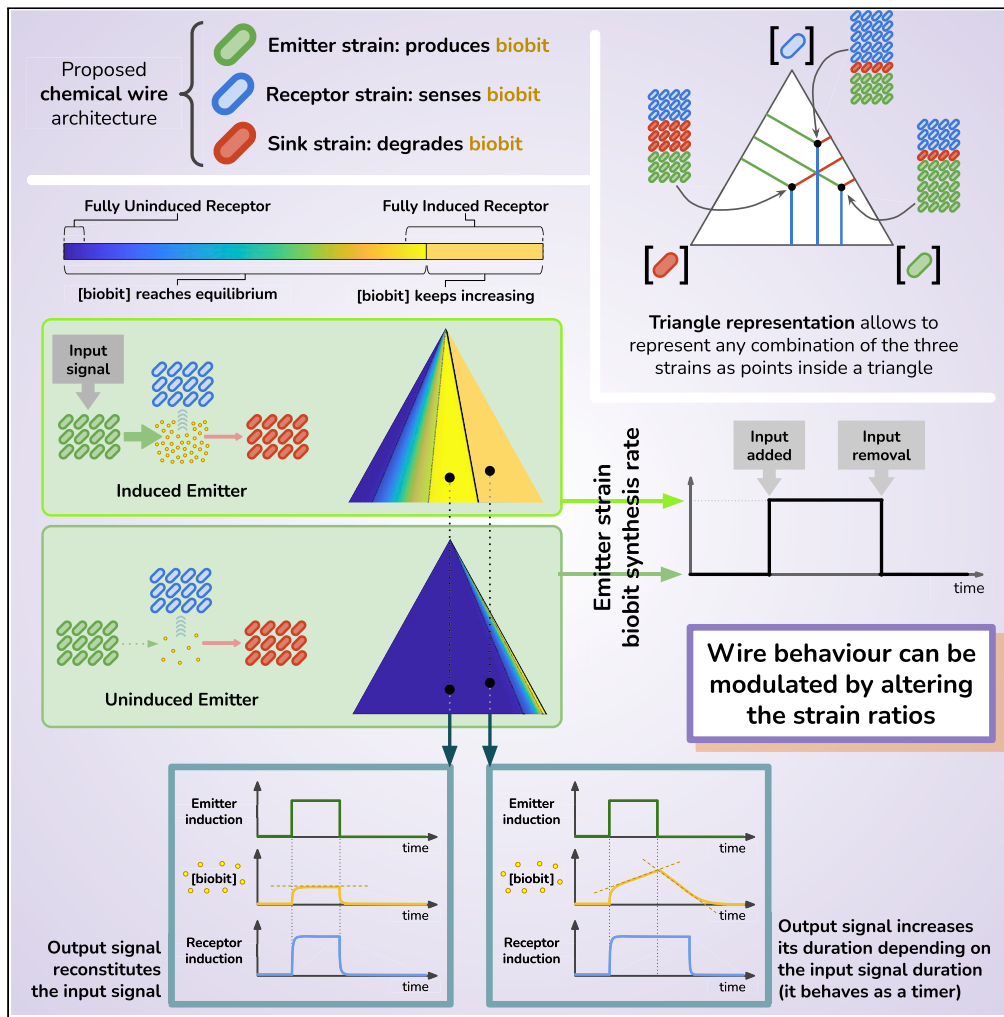 Proposed
chemical wire
architecture
Emitter strain: produces biobit
Receptor strain: senses biobit
Sink strain: degrades biobit
[ ]
[ ]
[ ]
Triangle representation allows to
represent any combination of the three
strains as points inside a triangle
Fully Uninduced Receptor
Fully Induced Receptor
[biobit] reaches equilibrium
[biobit] keeps increasing
Input
signal
Induced Emitter
Uninduced Emitter
Emitter strain
biobit synthesis rate
Input
added
Input
removal
time
Wire behaviour can be
modulated by altering
the strain ratios
Emitter
induction
time
[biobit]
time
Receptor
induction
time
Output signal
reconstitutes
the input signal
Emitter
induction
time
[biobit]
time
Receptor
induction
time
Output signal increases
its duration depending on
the input signal duration
(it behaves as a timer)